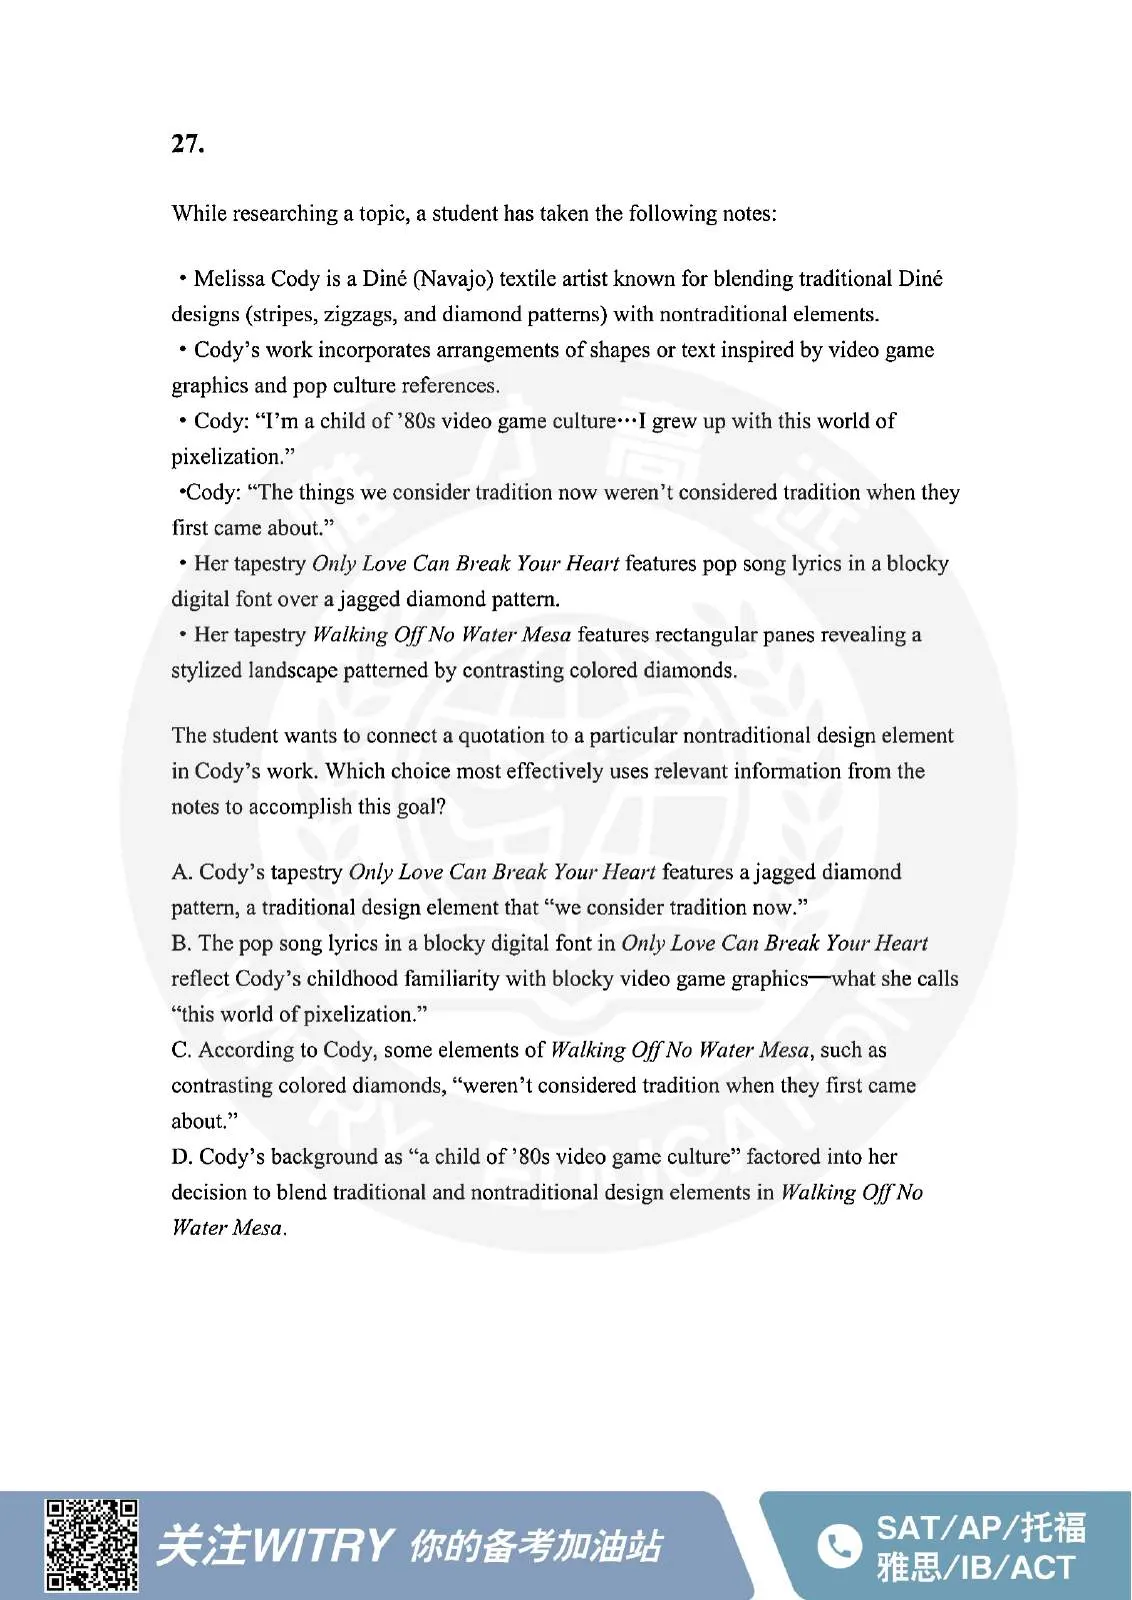 27.
While researching a topic, a student has taken the following notes:
• Melissa Cody is a Diné (Navajo) textile artist known for blending traditional Diné
designs (stripes, zigzags, and diamond patterns) with nontraditional elements.
• Cody’s work incorporates arrangements of shapes or text inspired by video game
graphics and pop culture references.
• Cody: “I’m a child of ’80s video game culture···I grew up with this world of
pixelization.”
•Cody: “The things we consider tradition now weren’t considered tradition when they
first came about.”
• Her tapestry Only Love Can Break Your Heart features pop song lyrics in a blocky
digital font over a jagged diamond pattern.
• Her tapestry Walking Off No Water Mesa features rectangular panes revealing a
stylized landscape patterned by contrasting colored diamonds.
The student wants to connect a quotation to a particular nontraditional design element
in Cody’s work. Which choice most effectively uses relevant information from the
notes to accomplish this goal?
A. Cody’s tapestry Only Love Can Break Your Heart features a jagged diamond
pattern, a traditional design element that “we consider tradition now.”
B. The pop song lyrics in a blocky digital font in Only Love Can Break Your Heart
reflect Cody’s childhood familiarity with blocky video game graphics—what she calls
“this world of pixelization.”
C. According to Cody, some elements of Walking Off No Water Mesa, such as
contrasting colored diamonds, “weren’t considered tradition when they first came
about.”
D. Cody’s background as “a child of ’80s video game culture” factored into her
decision to blend traditional and nontraditional design elements in Walking Off No
Water Mesa.
惟才高远
WITRY EDUCATION
关注WITRY 你的备考加油站
SAT/AP/托福
雅思/IB/ACT